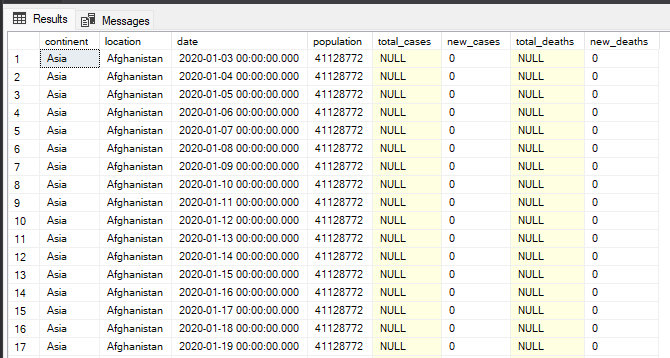 Results Messages
continent location date population total_cases new_cases total_deaths new_deaths
1 Asia Afghanistan 2020-01-03 00:00:00.000 41128772 NULL 0 NULL 0
2 Asia Afghanistan 2020-01-04 00:00:00.000 41128772 NULL 0 NULL 0
3 Asia Afghanistan 2020-01-05 00:00:00.000 41128772 NULL 0 NULL 0
4 Asia Afghanistan 2020-01-06 00:00:00.000 41128772 NULL 0 NULL 0
5 Asia Afghanistan 2020-01-07 00:00:00.000 41128772 NULL 0 NULL 0
6 Asia Afghanistan 2020-01-08 00:00:00.000 41128772 NULL 0 NULL 0
7 Asia Afghanistan 2020-01-09 00:00:00.000 41128772 NULL 0 NULL 0
8 Asia Afghanistan 2020-01-10 00:00:00.000 41128772 NULL 0 NULL 0
9 Asia Afghanistan 2020-01-11 00:00:00.000 41128772 NULL 0 NULL 0
10 Asia Afghanistan 2020-01-12 00:00:00.000 41128772 NULL 0 NULL 0
11 Asia Afghanistan 2020-01-13 00:00:00.000 41128772 NULL 0 NULL 0
12 Asia Afghanistan 2020-01-14 00:00:00.000 41128772 NULL 0 NULL 0
13 Asia Afghanistan 2020-01-15 00:00:00.000 41128772 NULL 0 NULL 0
14 Asia Afghanistan 2020-01-16 00:00:00.000 41128772 NULL 0 NULL 0
15 Asia Afghanistan 2020-01-17 00:00:00.000 41128772 NULL 0 NULL 0
16 Asia Afghanistan 2020-01-18 00:00:00.000 41128772 NULL 0 NULL 0
17 Asia Afghanistan 2020-01-19 00:00:00.000 41128772 NULL 0 NULL 0